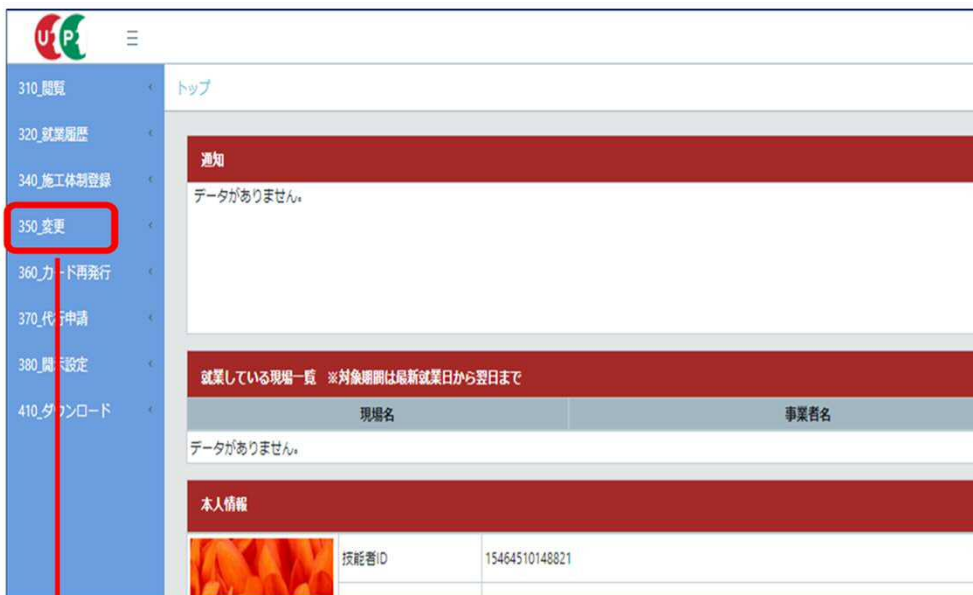 UP
310_閲覧
320_就業履歴
340_施工体制登録
350_変更
360_カード再発行
370_代行申請
380_開示設定
410_ダウンロード
トップ
通知
データがありません。
就業している現場一覧 ※対象期間は最新就業日から翌日まで
現場名 事業者名
データがありません。
本人情報
技能者ID 15464510148821